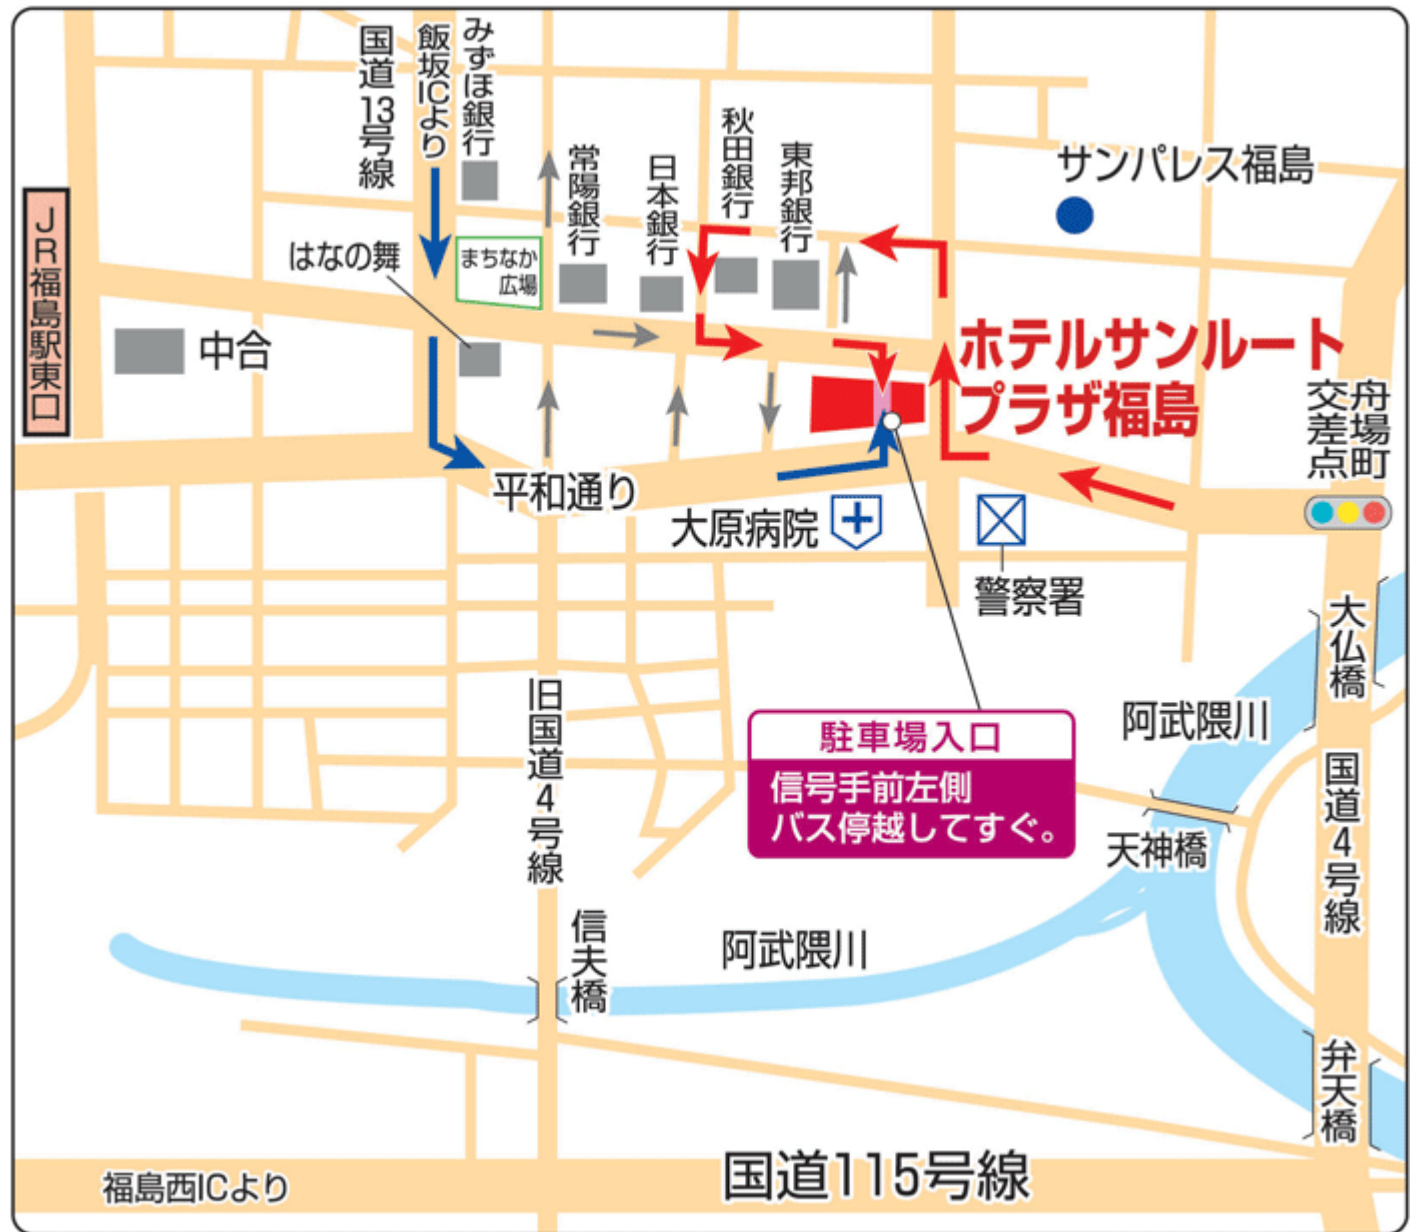 国道13号線
飯坂ICより
みずほ銀行
常陽銀行
日本銀行
秋田銀行
東邦銀行
サンパレス福島
JR福島駅東口
はなの舞
まちなか
広場
中合
ホテルサンルート
プラザ福島
舟場町
交差点
平和通り
大原病院
警察署
大仏橋
旧国道4号線
阿武隈川
駐車場入口
信号手前左側
バス停越してすぐ。
国道4号線
天神橋
信夫橋
阿武隈川
弁天橋
国道115号線
福島西ICより